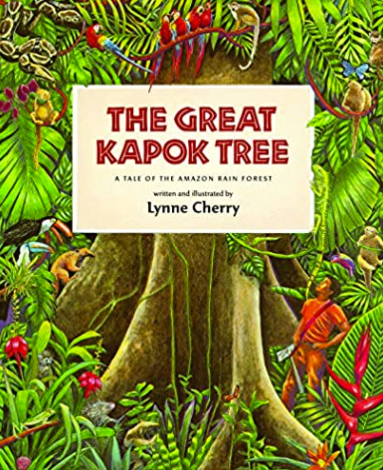 THE GREAT
KAPOK TREE
A TALE OF THE AMAZON RAIN FOREST
written and illustrated by
Lynne Cherry